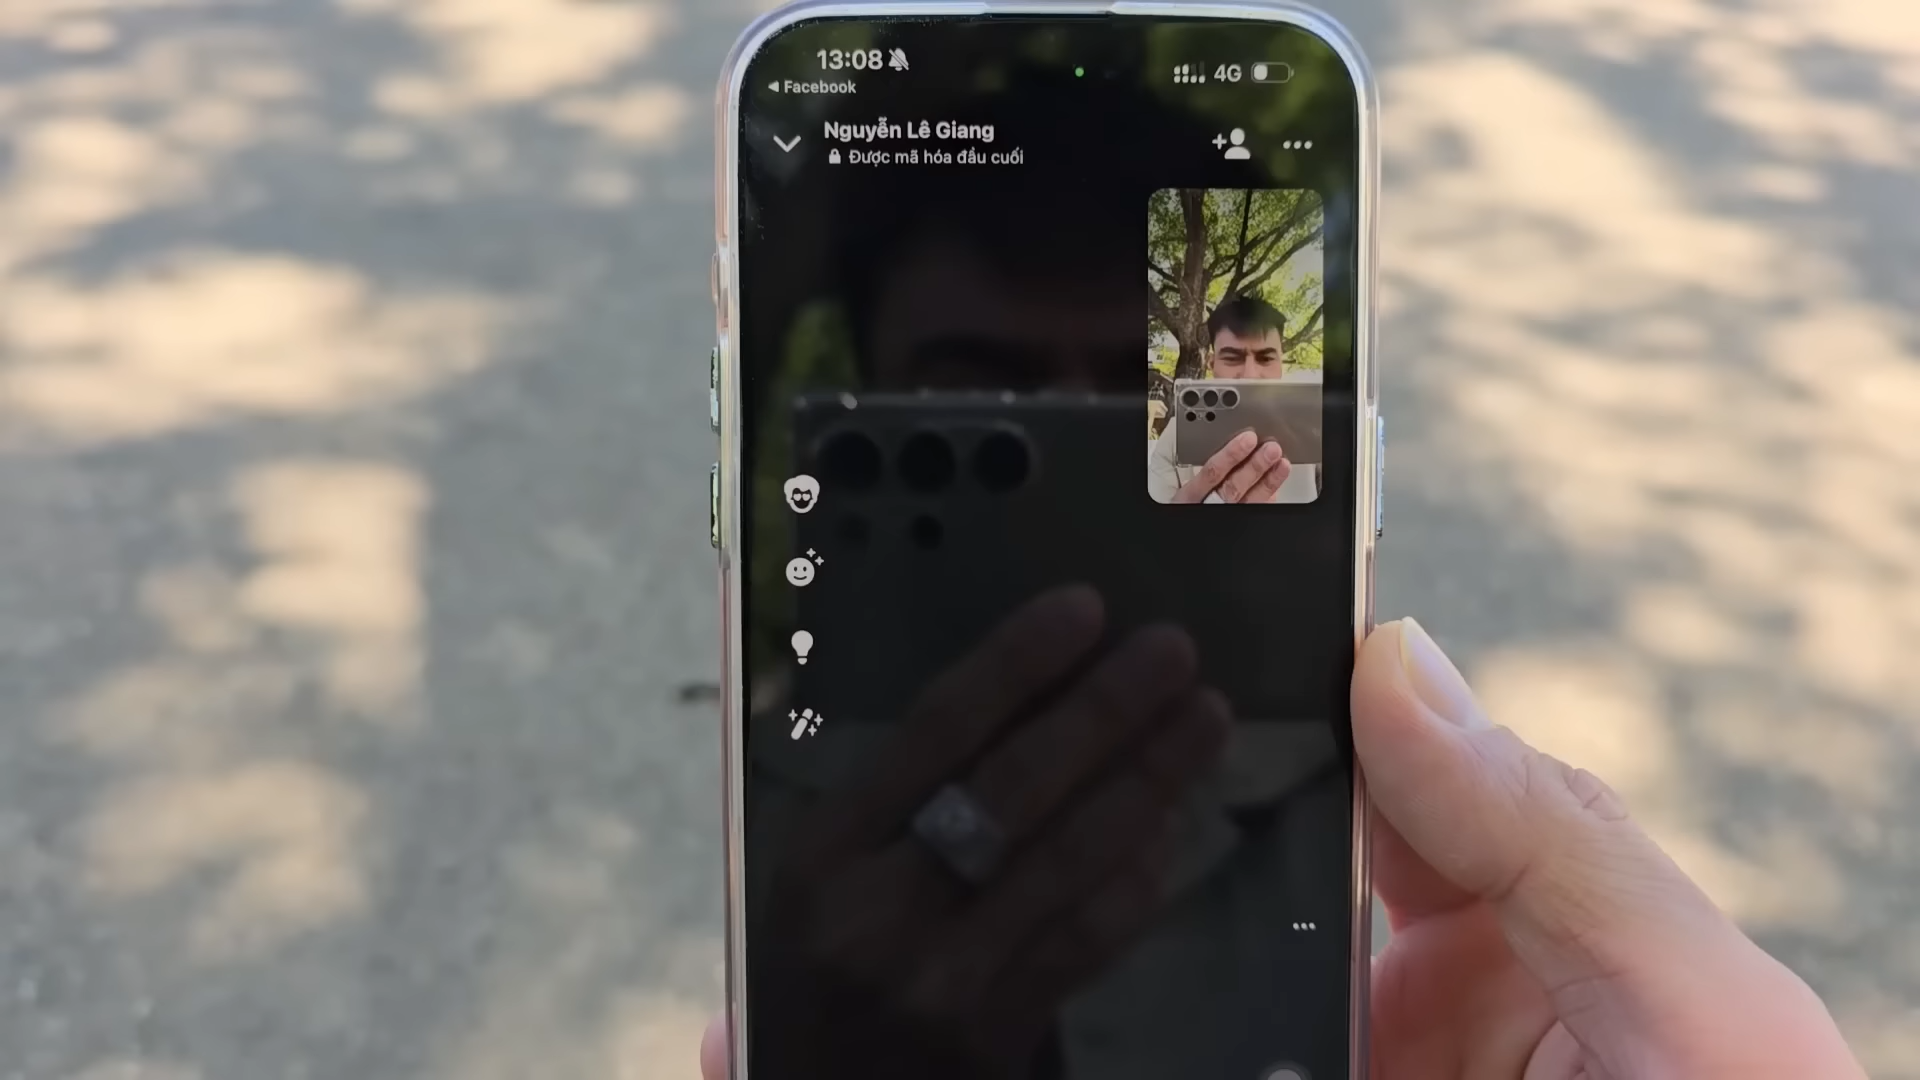 13:08
4G
Facebook
Nguyễn Lê Giang
Được mã hóa đầu cuối